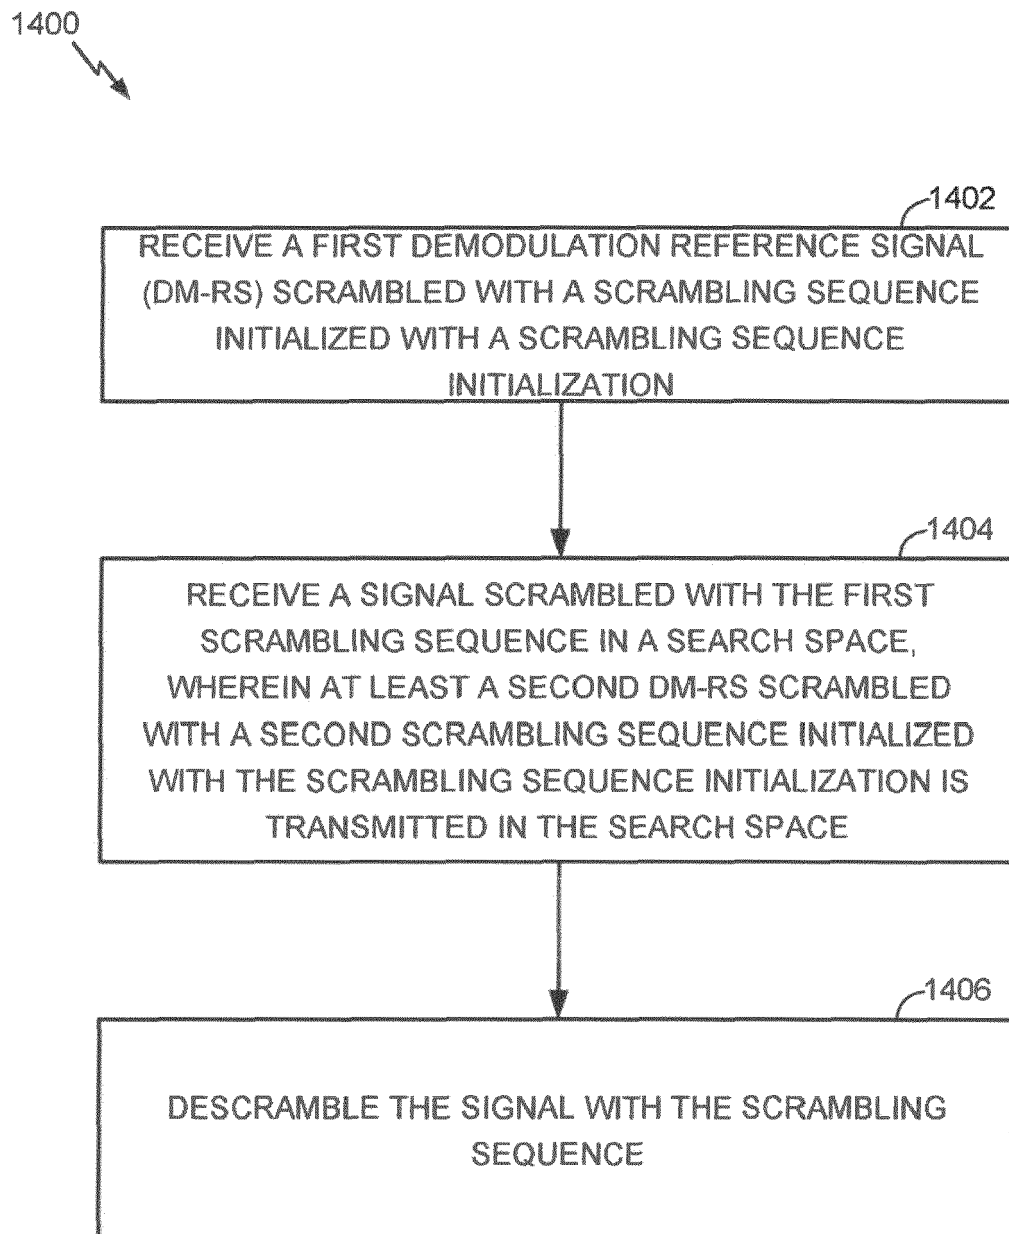 1400
1402
RECEIVE A FIRST DEMODULATION REFERENCE SIGNAL
(DM-RS) SCRAMBLED WITH A SCRAMBLING SEQUENCE
INITIALIZED WITH A SCRAMBLING SEQUENCE
INITIALIZATION
1404
RECEIVE A SIGNAL SCRAMBLED WITH THE FIRST
SCRAMBLING SEQUENCE IN A SEARCH SPACE,
WHEREIN AT LEAST A SECOND DM-RS SCRAMBLED
WITH A SECOND SCRAMBLING SEQUENCE INITIALIZED
WITH THE SCRAMBLING SEQUENCE INITIALIZATION IS
TRANSMITTED IN THE SEARCH SPACE
1406
DESCRAMBLE THE SIGNAL WITH THE SCRAMBLING
SEQUENCE